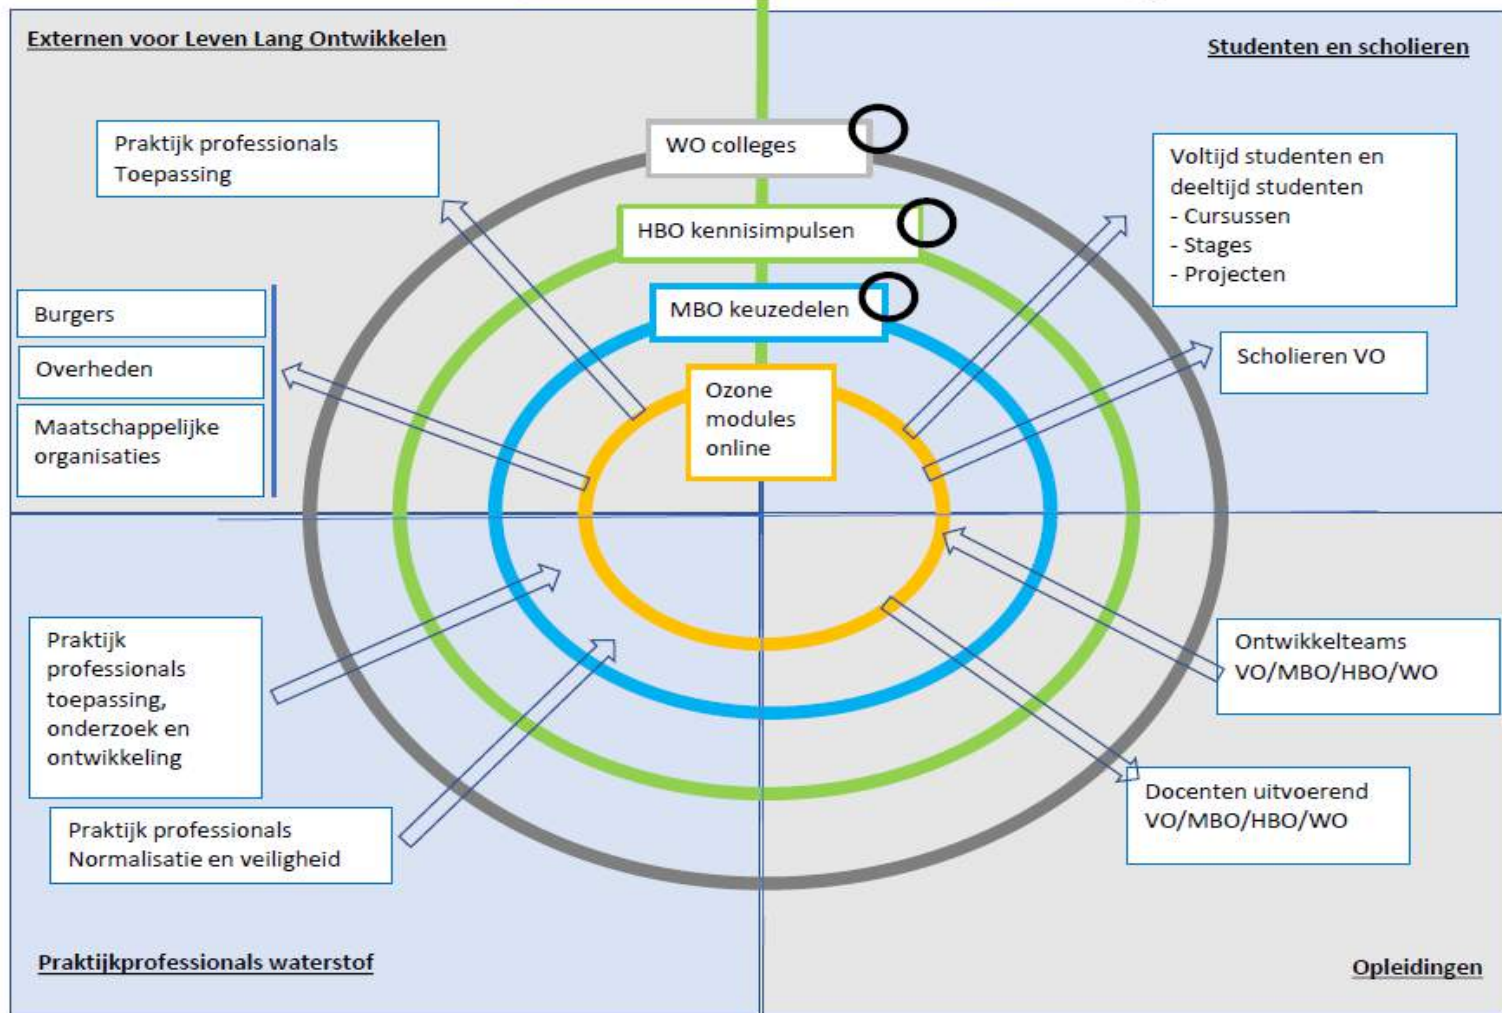 Externen voor Leven Lang Ontwikkelen
Studenten en scholieren
Praktijk professionals
Toepassing
WO colleges
HBO kennisimpulsen
MBO keuzedelen
Ozone
modules
online
Voltijd studenten en
deeltijd studenten
- Cursussen
- Stages
- Projecten
Scholieren VO
Burgers
Overheden
Maatschappelijke
organisaties
Praktijk
professionals
toepassing,
onderzoek en
ontwikkeling
Praktijk professionals
Normalisatie en veiligheid
Ontwikkelteams
VO/MBO/HBO/WO
Docenten uitvoerend
VO/MBO/HBO/WO
Praktijkprofessionals waterstof
Opleidingen